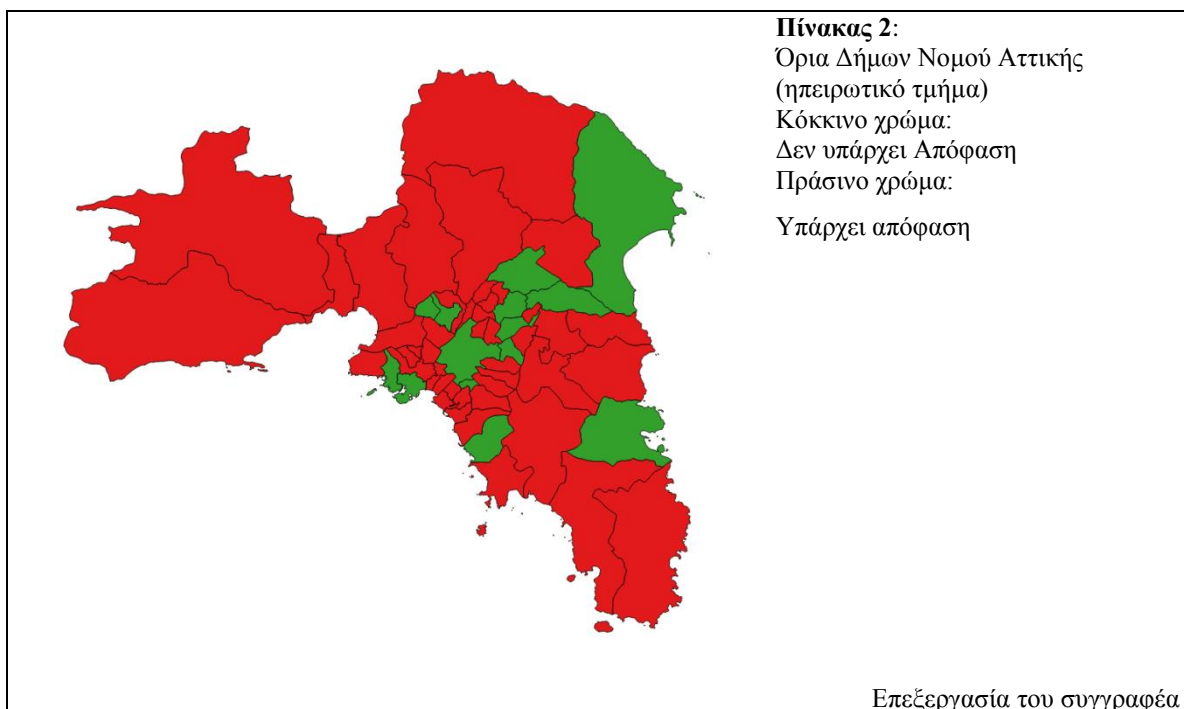 Πίνακας 2:
Όρια Δήμων Νομού Αττικής
(ηπειρωτικό τμήμα)
Κόκκινο χρώμα:
Δεν υπάρχει Απόφαση
Πράσινο χρώμα:
Υπάρχει απόφαση
Επεξεργασία του συγγραφέα